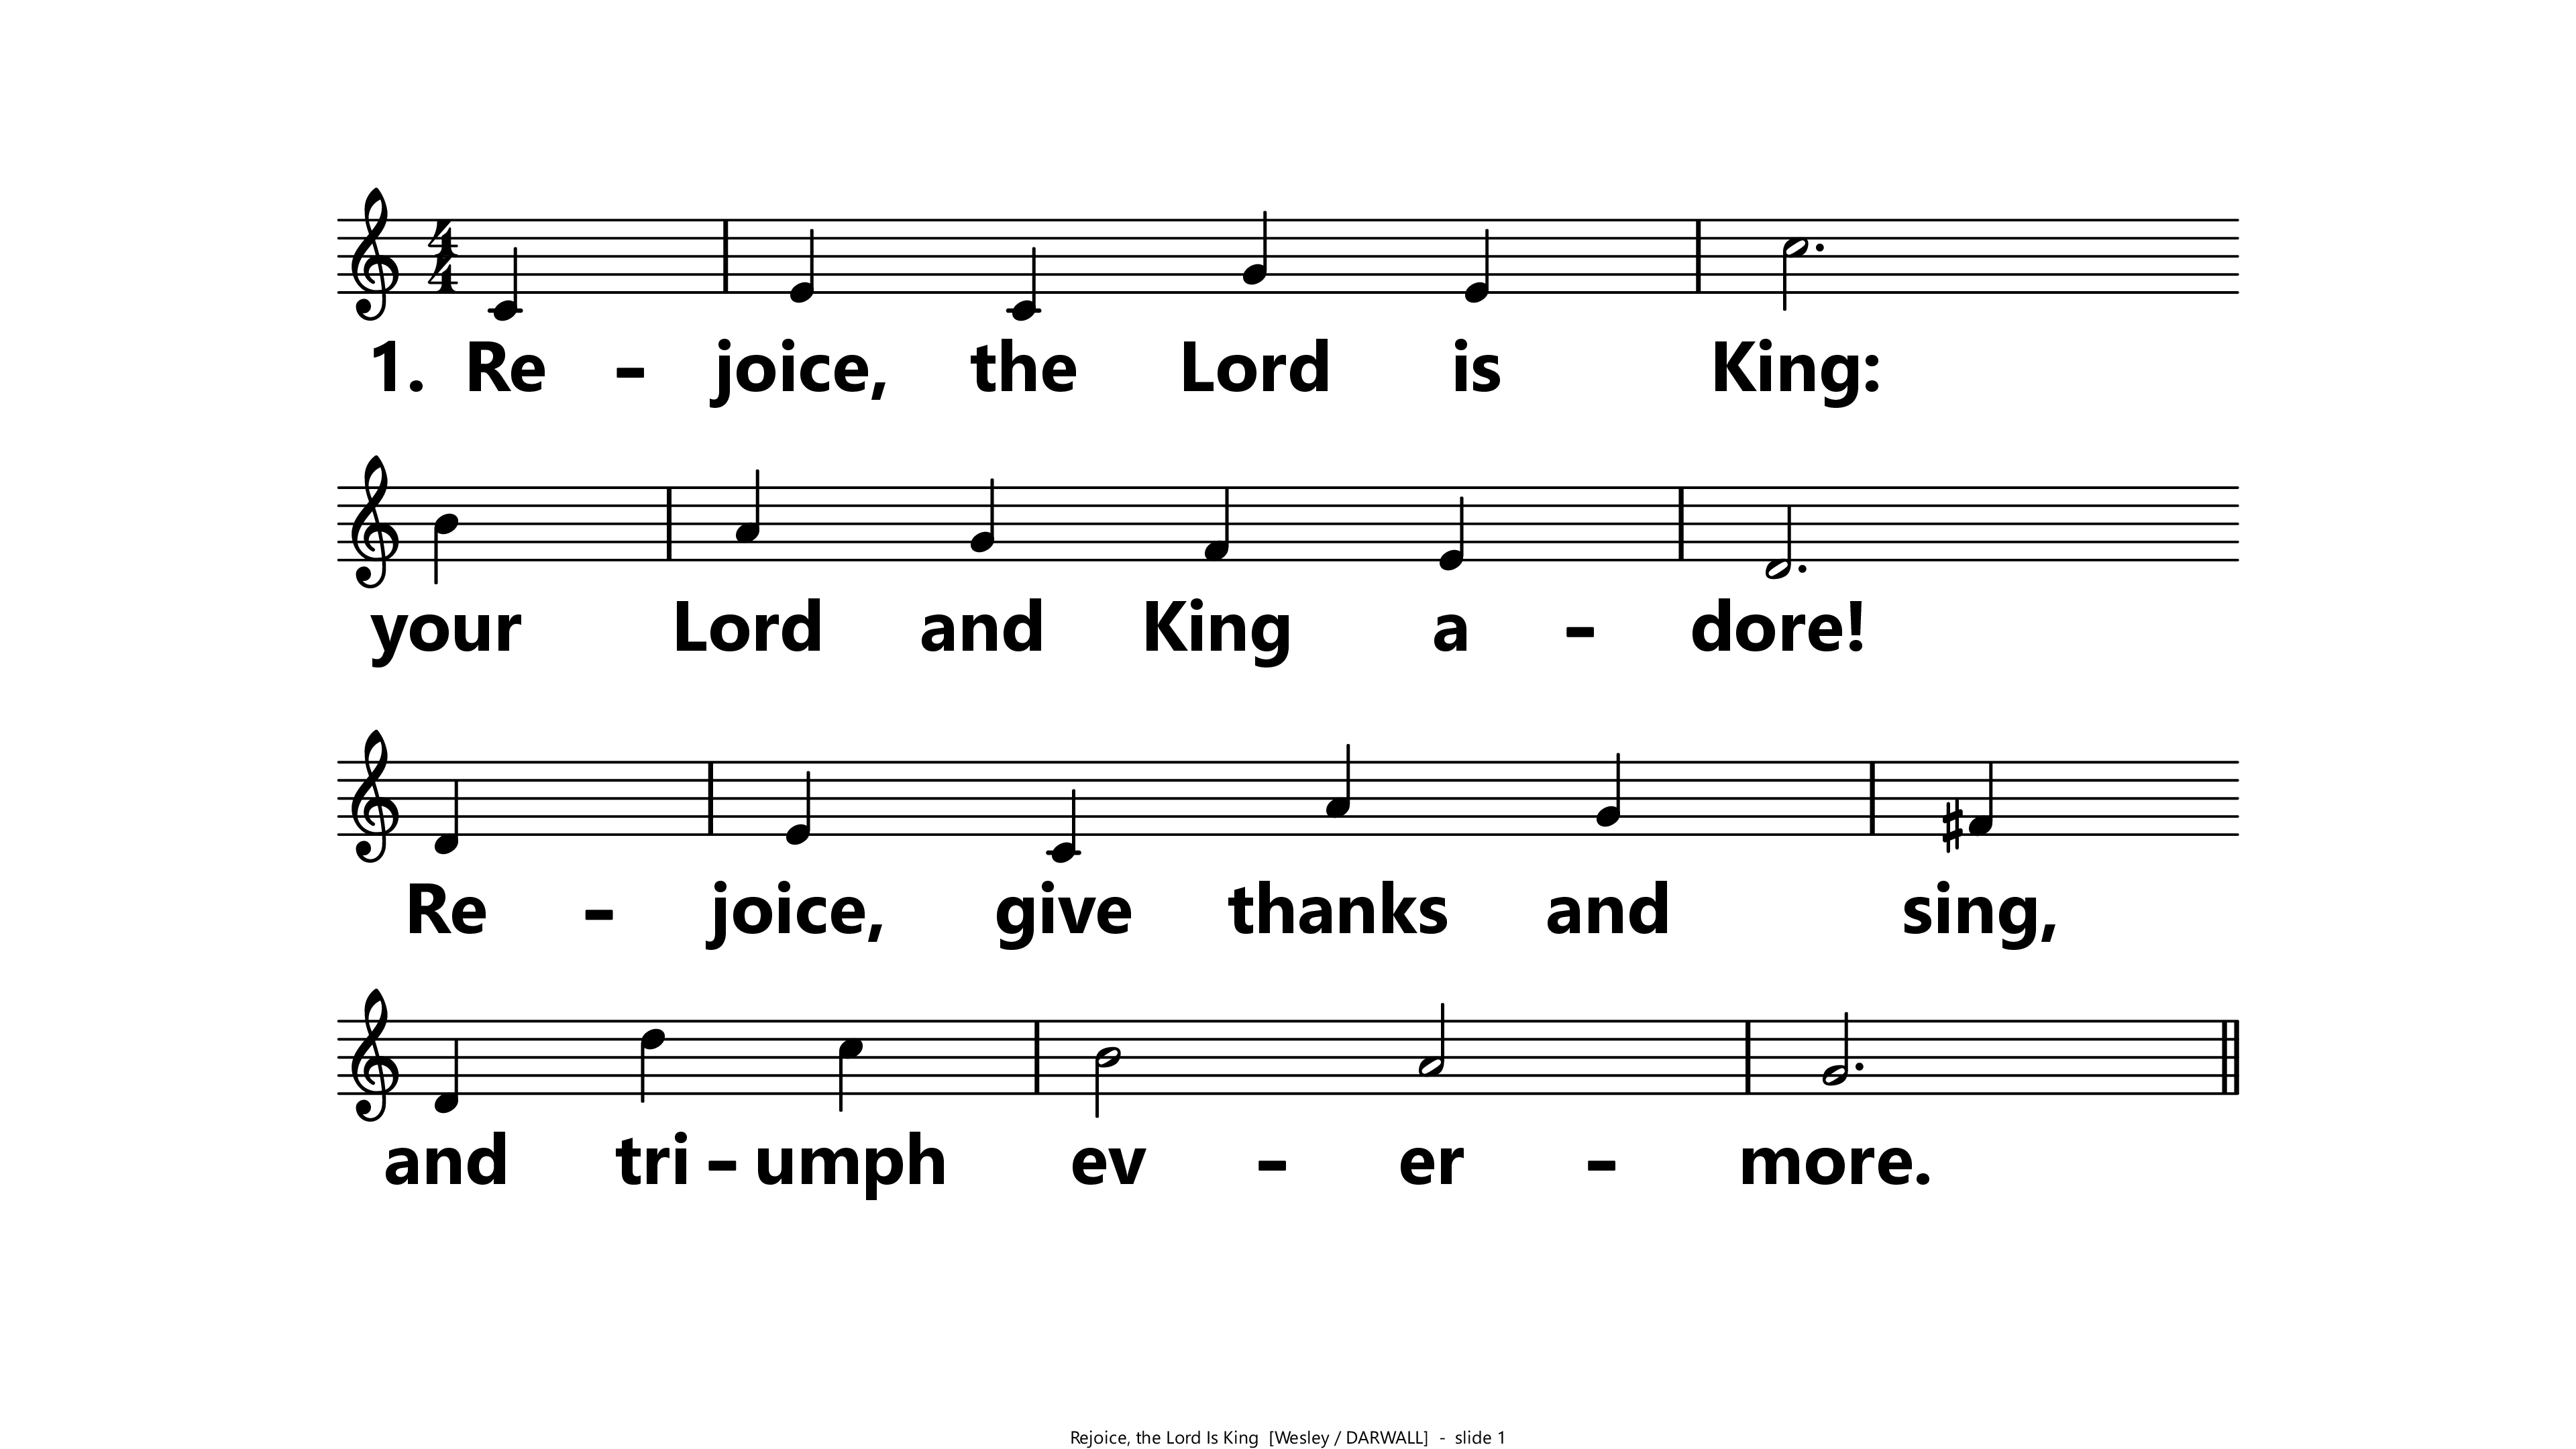 1. Re - joice, the Lord is King:
your Lord and King a - dore!
Re - joice, give thanks and sing,
and tri - umph ev - er - more.
Rejoice, the Lord Is King [Wesley / DARWALL] - slide 1